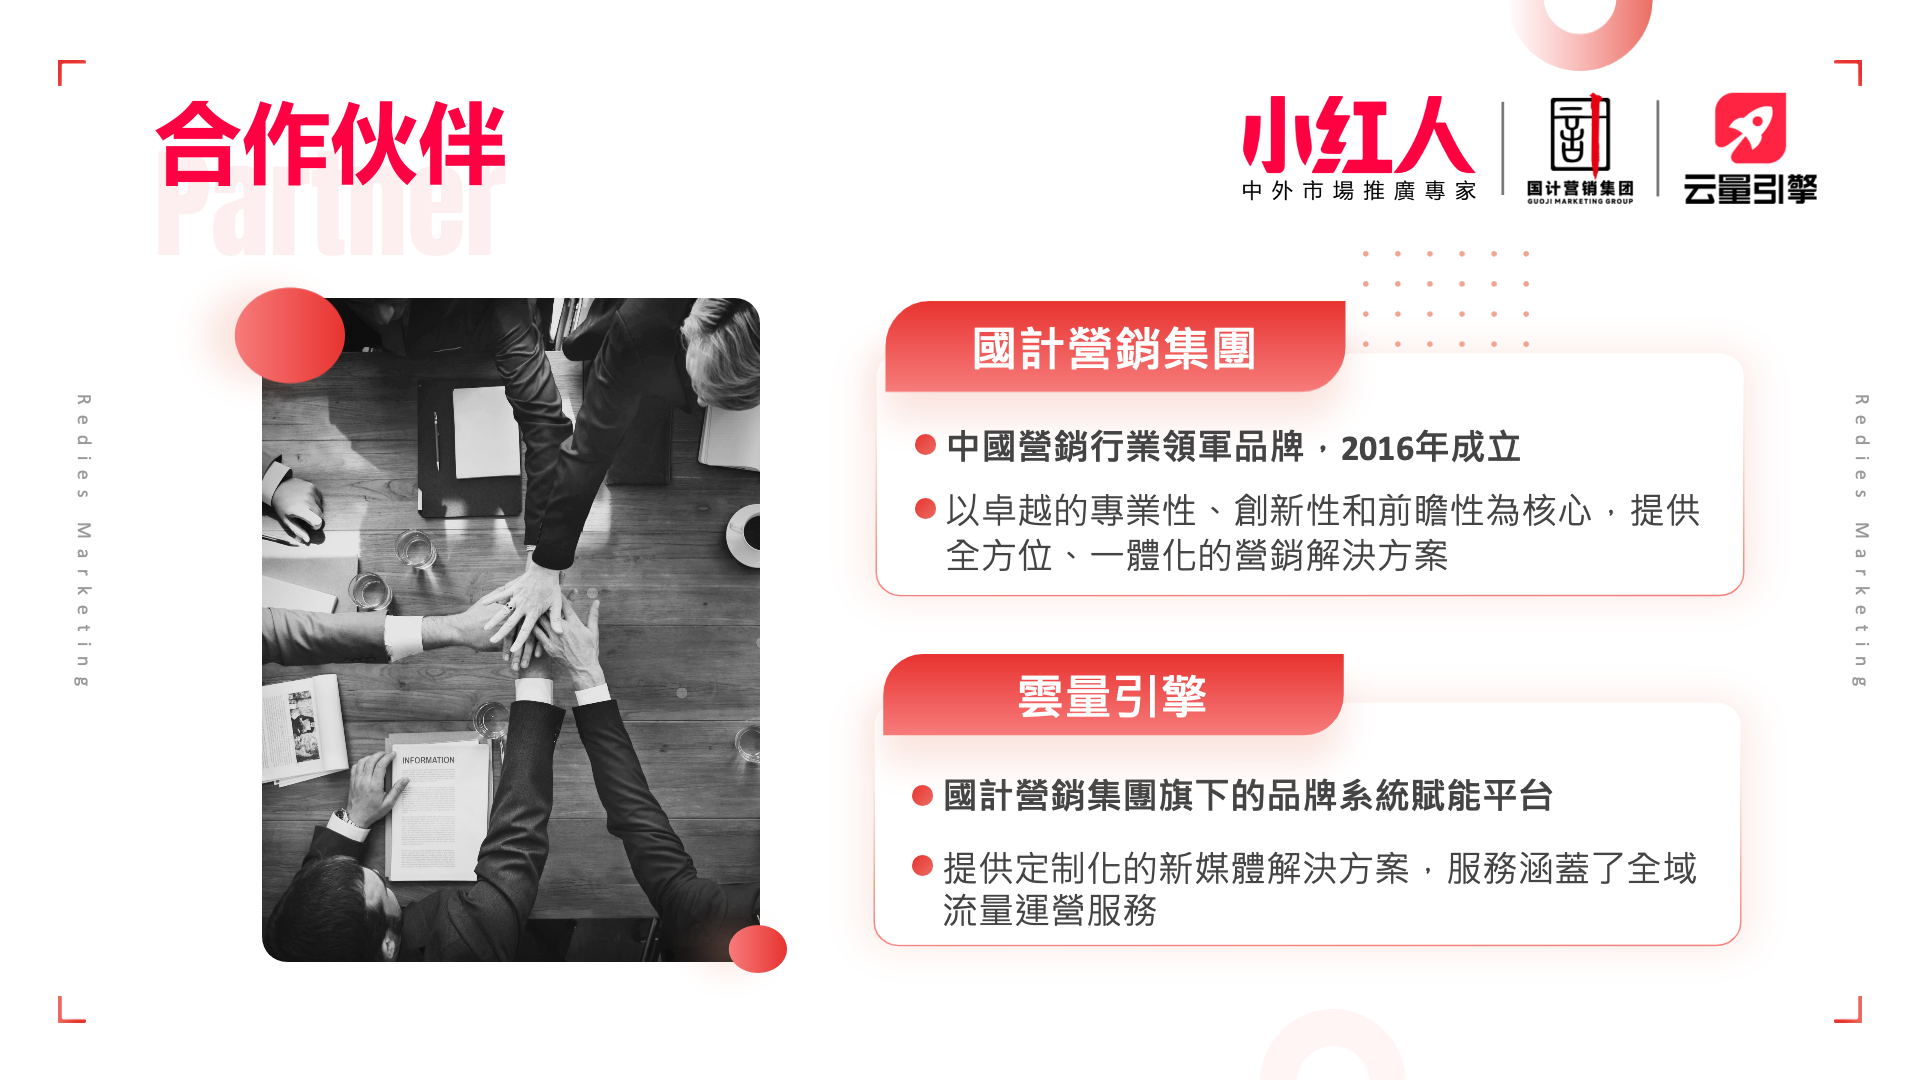 合作伙伴
Partner
小红人
中外市場推廣專家
国计营销集团
GUOJI MARKETING GROUP
云量引擎
Redies Marketing
INFORMATION
國計營銷集團
中國營銷行業領軍品牌，2016年成立
以卓越的專業性、創新性和前瞻性為核心，提供
全方位、一體化的營銷解決方案
雲量引擎
國計營銷集團旗下的品牌系統賦能平台
提供定制化的新媒體解決方案，服務涵蓋了全域
流量運營服務
Redies Marketing